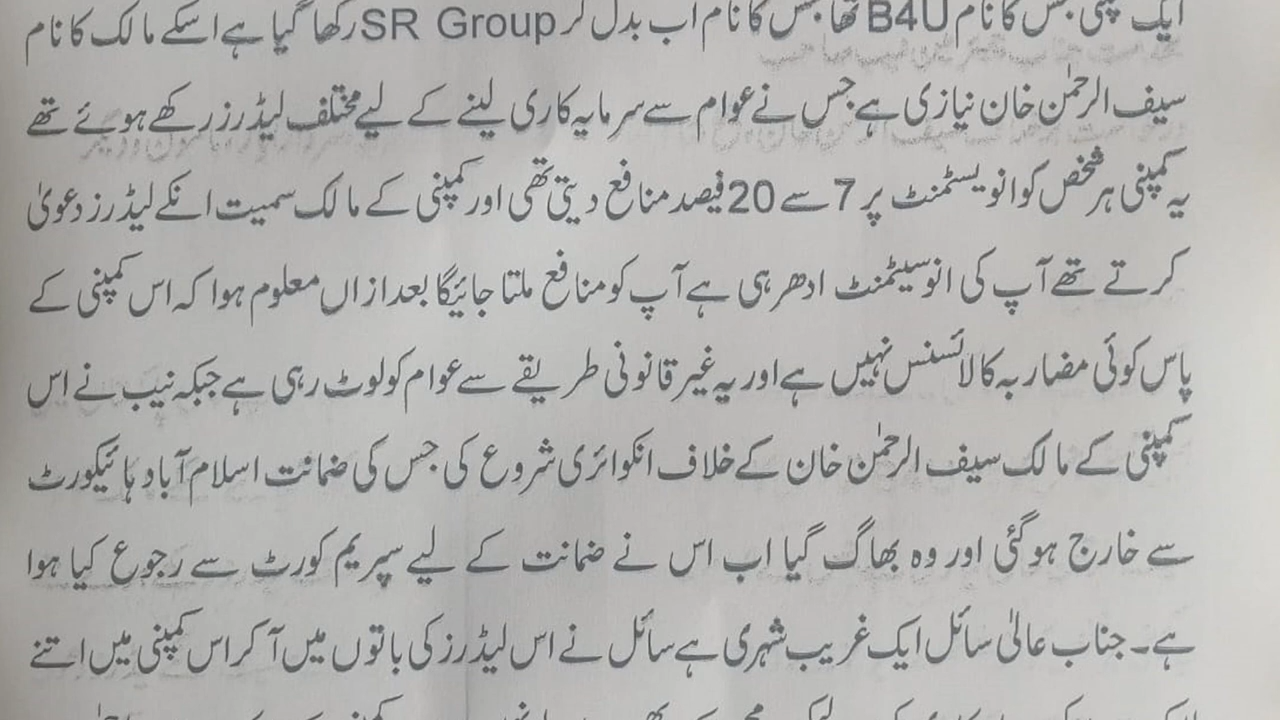 ایک کمپنی جس کا نام B4U تھا جس کا نام اب بدل کر SR Group رکھا گیا ہے اسکے مالک کا نام
سیف الرحمٰن خان نیازی ہے جس نے عوام سے سرمایہ کاری لینے کے لیے مختلف لیڈرز رکھے ہوئے تھے
یہ کمپنی ہر شخص کو انویسٹمنٹ پر 7 سے 20 فیصد منافع دیتی تھی اور کمپنی کے مالک سمیت انکے لیڈرز دعویٰ
کرتے تھے آپ کی انوسیٹمنٹ ادھر ہی ہے آپ کو منافع ملتا جائیگا بعدازاں معلوم ہوا کہ اس کمپنی کے
پاس کوئی مضاربہ کا لائسنس نہیں ہے اور یہ غیر قانونی طریقے سے عوام کو لوٹ رہی ہے جبکہ نیب نے اس
کمپنی کے مالک سیف الرحمٰن خان کے خلاف انکوائری شروع کی جس کی ضمانت اسلام آباد ہائیکورٹ
سے خارج ہوگئی اور وہ بھاگ گیا اب اس نے ضمانت کے لیے سپریم کورٹ سے رجوع کیا ہوا
ہے۔ جناب عالیٰ سائل ایک غریب شہری ہے سائل نے اس لیڈرز کی باتوں میں آکر اس کمپنی میں اتنے